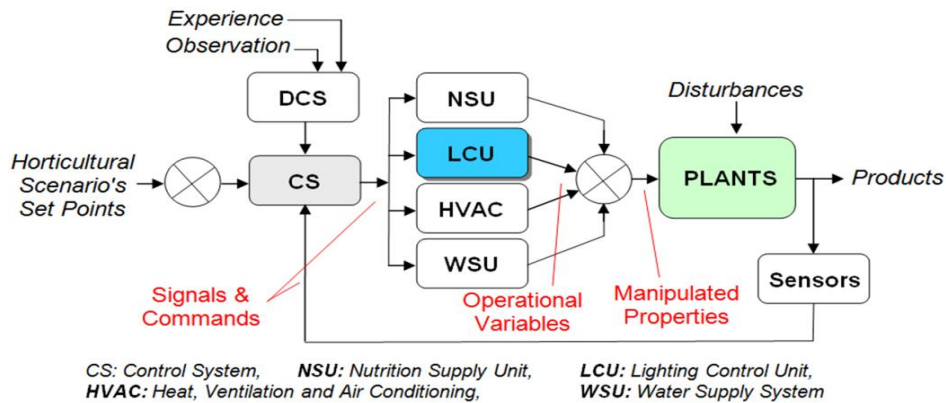 Experience
Observation
DCS
NSU
Disturbances
Horticultural
Scenario's
Set Points
CS
LCU
PLANTS
Products
HVAC
WSU
Sensors
Signals &
Commands
Operational
Variables
Manipulated
Properties
CS: Control System, NSU: Nutrition Supply Unit, LCU: Lighting Control Unit,
HVAC: Heat, Ventilation and Air Conditioning, WSU: Water Supply System